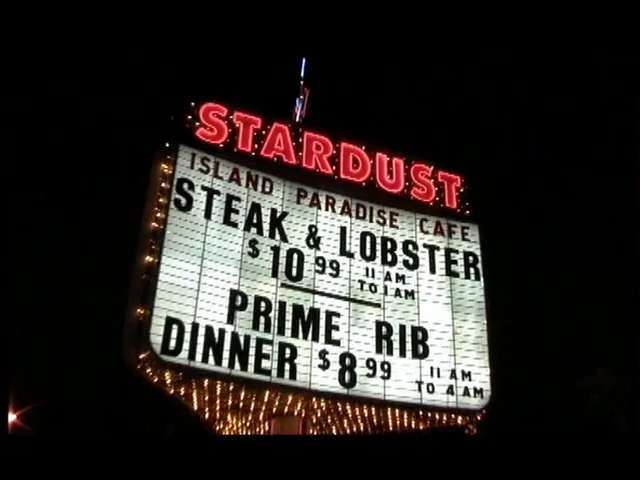 STARDUST
ISLAND PARADISE CAFE
STEAK & LOBSTER
$10.99 11 AM TO 1 AM
PRIME RIB
DINNER $8.99 11 AM TO 4 AM